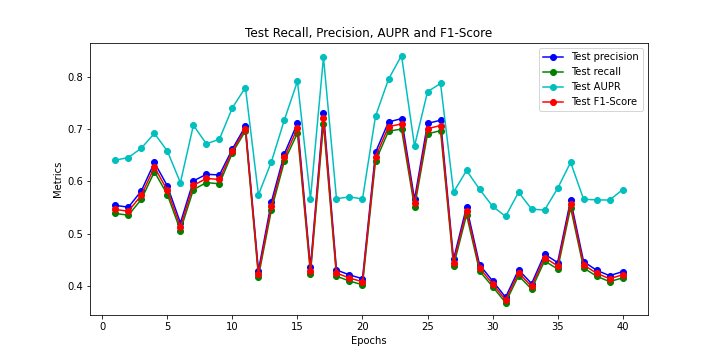 Test Recall, Precision, AUPR and F1-Score
Test precision
Test recall
Test AUPR
Test F1-Score
Metrics
0.8
0.7
0.6
0.5
0.4
0 5 10 15 20 25 30 35 40
Epochs